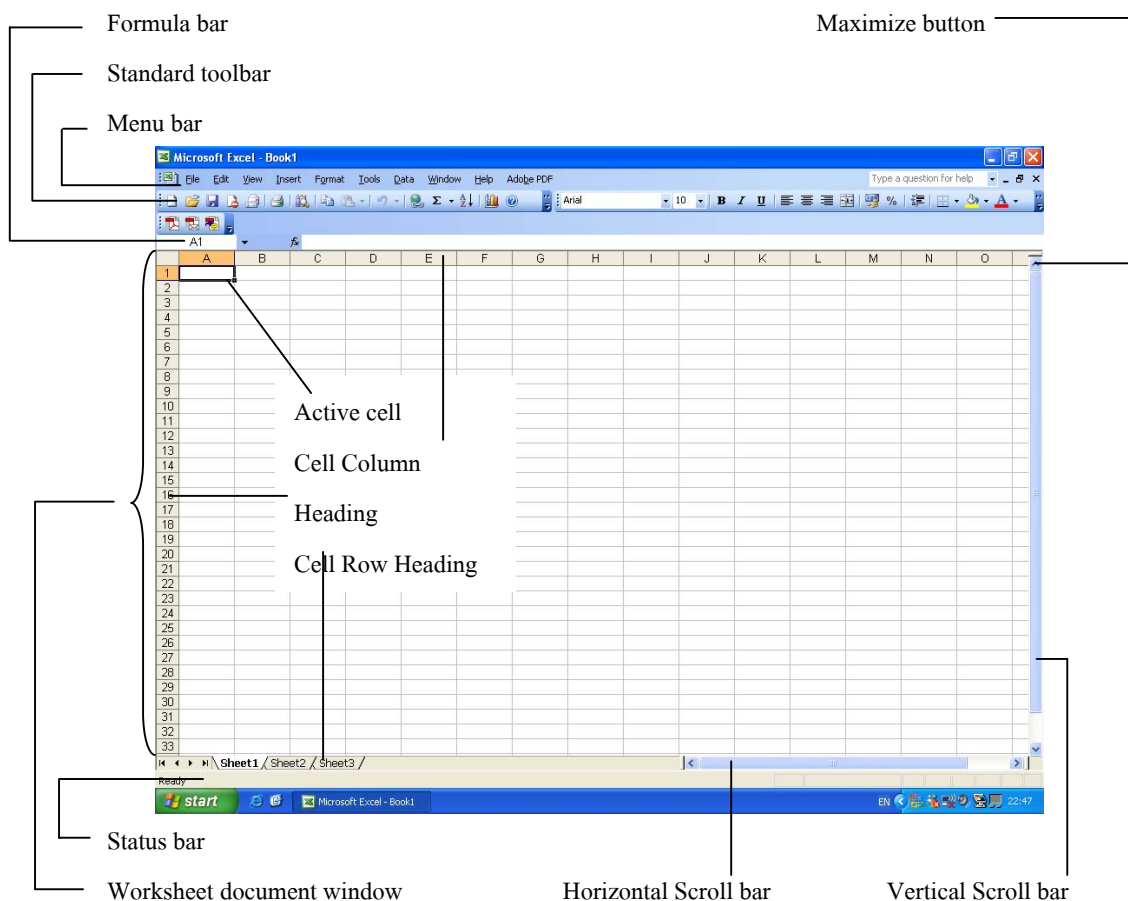 Formula bar
Maximize button
Standard toolbar
Menu bar
Microsoft Excel - Book1
File Edit View Insert Format Tools Data Window Help Adobe PDF Type a question for help
Arial 10 B I U %
A1 fx
A B C D E F G H I J K L M N O
1
2
3
4
5
6
7
8
9
10
11
12
13
14
15
16
17
18
19
20
21
22
23
24
25
26
27
28
29
30
31
32
33
Active cell
Cell Column
Heading
Cell Row Heading
Sheet1 Sheet2 Sheet3
Ready
start Microsoft Excel - Book1 EN 22:47
Status bar
Worksheet document window
Horizontal Scroll bar
Vertical Scroll bar